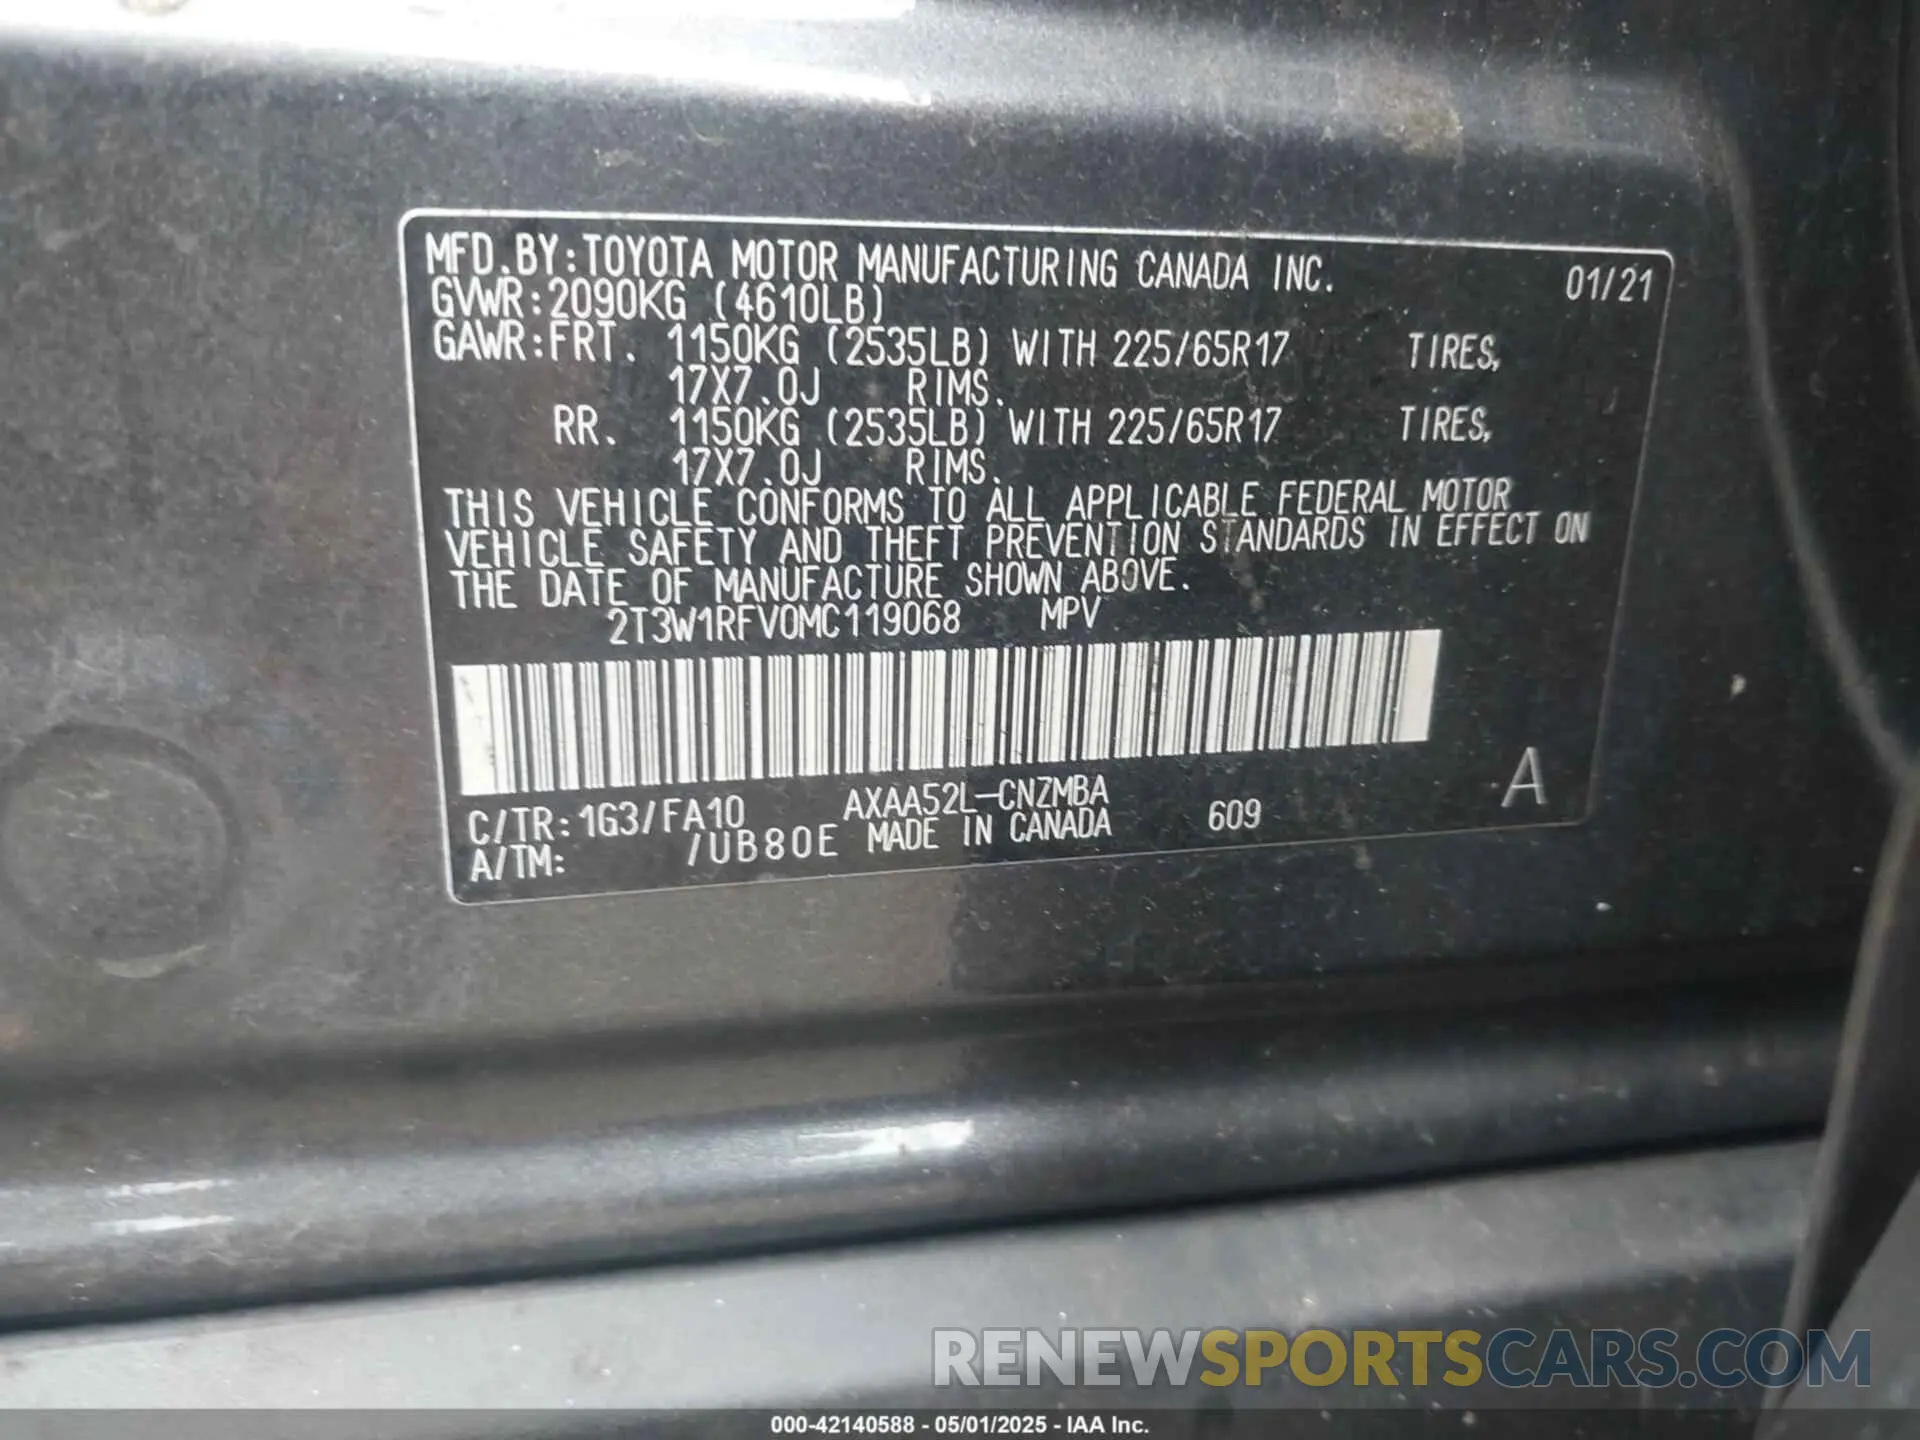 MFD.BY:TOYOTA MOTOR MANUFACTURING CANADA INC. 01/21
GVWR:2090KG (4610LB)
GAWR:FRT. 1150KG (2535LB) WITH 225/65R17 TIRES,
17X7.0J RIMS.
RR. 1150KG (2535LB) WITH 225/65R17 TIRES,
17X7.0J RIMS.
THIS VEHICLE CONFORMS TO ALL APPLICABLE FEDERAL MOTOR
VEHICLE SAFETY AND THEFT PREVENTION STANDARDS IN EFFECT ON
THE DATE OF MANUFACTURE SHOWN ABOVE.
2T3W1RFV0MC119068 MPV
C/TR:1G3/FA10 AXAA52L-CNZMBA 609 A
A/TM: /UB80E MADE IN CANADA
RENEWSPORTSCARS.COM
000-42140588 - 05/01/2025 - IAA Inc.